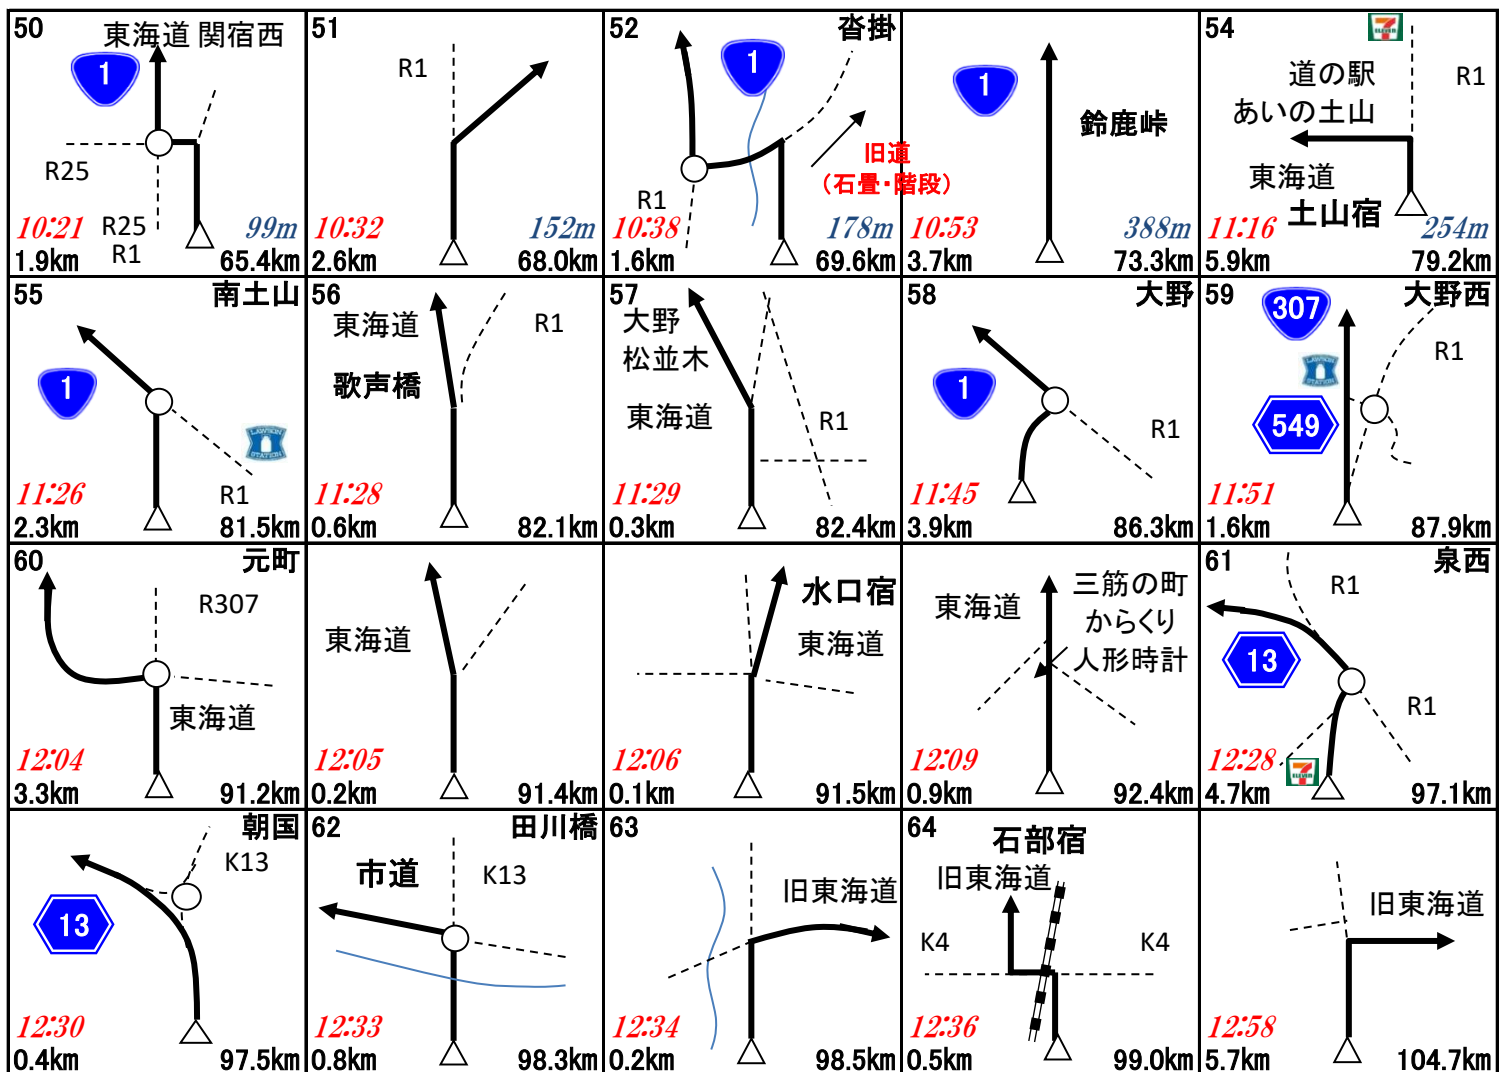 50
東海道 関宿西
1
R25
R25
R1
10:21
99m
1.9km
65.4km
51
R1
10:32
152m
2.6km
68.0km
52
沓掛
1
旧道
(石畳・階段)
R1
10:38
178m
1.6km
69.6km
1
鈴鹿峠
10:53
388m
3.7km
73.3km
54
道の駅
あいの土山
R1
東海道
土山宿
11:16
254m
5.9km
79.2km
55
南土山
1
LAWSON
STATION
R1
11:26
2.3km
81.5km
56
東海道
R1
歌声橋
11:28
0.6km
82.1km
57
大野
松並木
東海道
R1
11:29
0.3km
82.4km
58
大野
1
R1
11:45
3.9km
86.3km
59
大野西
307
R1
LAWSON
STATION
549
11:51
1.6km
87.9km
60
元町
R307
東海道
12:04
3.3km
91.2km
東海道
12:05
0.2km
91.4km
水口宿
東海道
12:06
0.1km
91.5km
東海道
三筋の町
からくり
人形時計
12:09
0.9km
92.4km
61
泉西
R1
13
R1
12:28
7
ELEVEN
4.7km
97.1km
朝国
K13
13
12:30
0.4km
97.5km
62
田川橋
市道
K13
12:33
0.8km
98.3km
63
旧東海道
12:34
0.2km
98.5km
64
石部宿
旧東海道
K4
K4
12:36
0.5km
99.0km
旧東海道
12:58
5.7km
104.7km